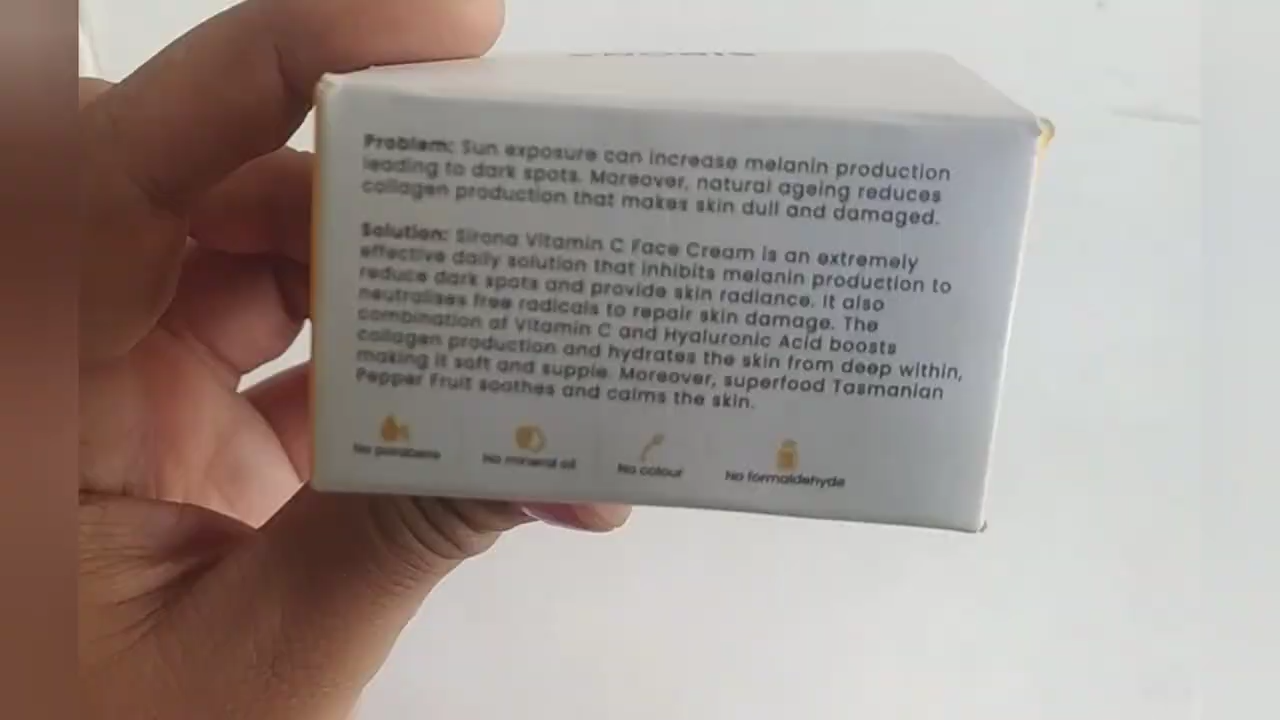 Problem: Sun exposure can increase melanin production
leading to dark spots. Moreover, natural ageing reduces
collagen production that makes skin dull and damaged.
Solution: Sirona Vitamin C Face Cream is an extremely
effective daily solution that inhibits melanin production to
reduce dark spots and provide skin radiance. It also
neutralises free radicals to repair skin damage. The
combination of Vitamin C and Hyaluronic Acid boosts
collagen production and hydrates the skin from deep within,
making it soft and supple. Moreover, superfood Tasmanian
Pepper Fruit soothes and calms the skin.
No parabens
No mineral oil
No colour
No formaldehyde